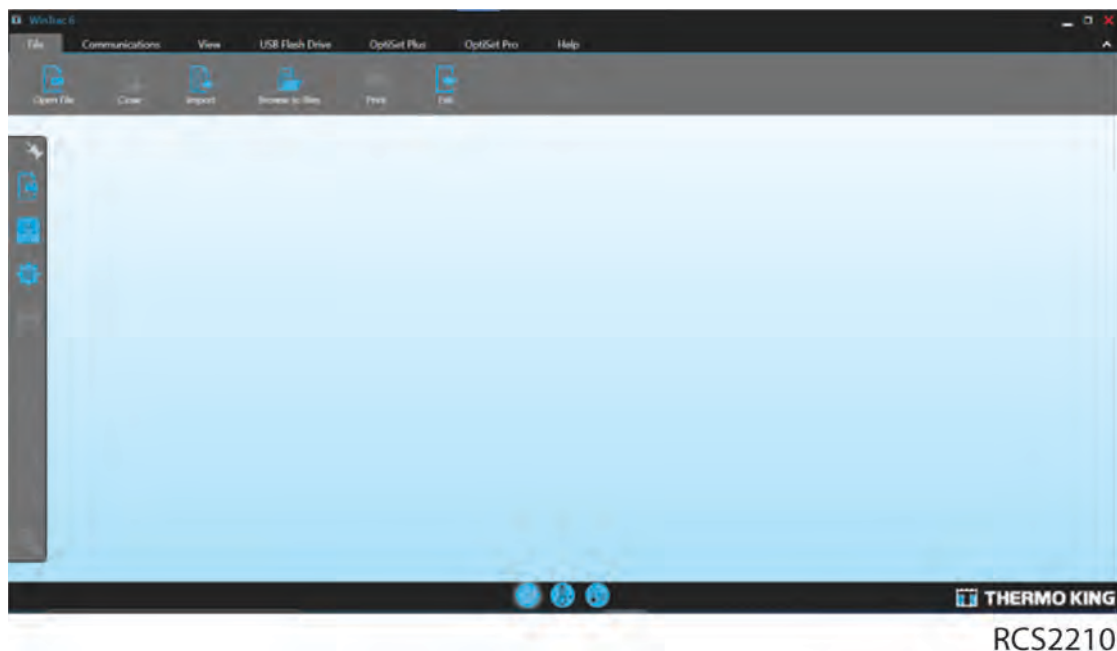 WinTrac 6
File Communications View USB Flash Drive OptiSet Plus OptiSet Pro Help
Open File Close Import Browse to files Print Exit
THERMO KING
RCS2210